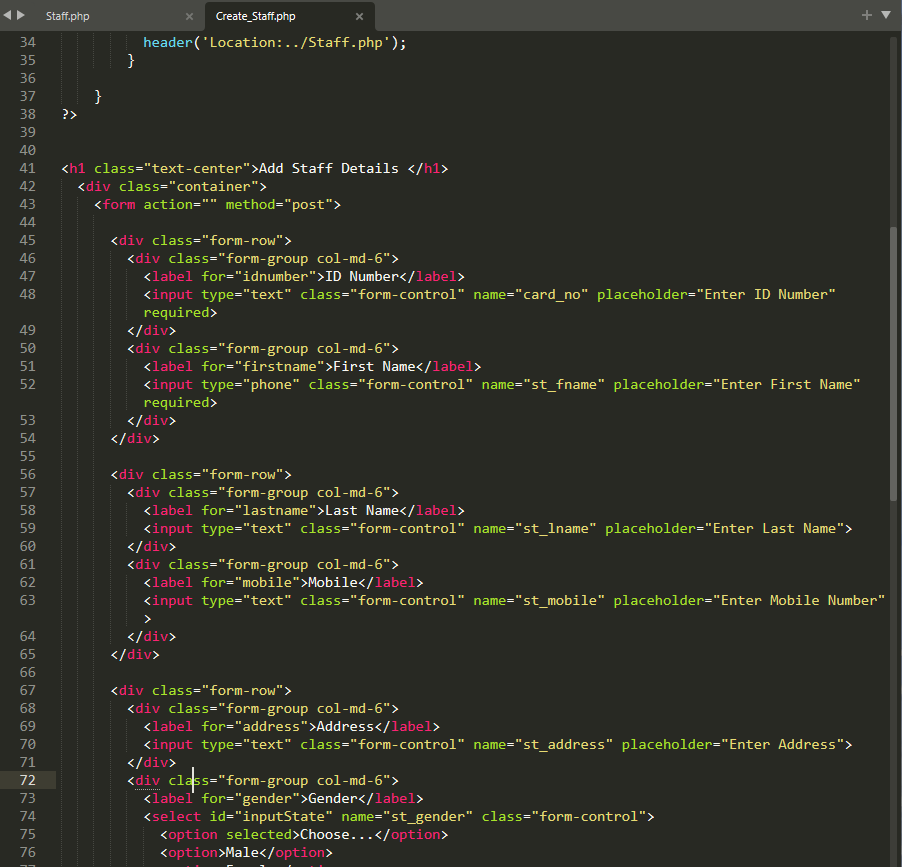 Staff.php × Create_Staff.php ×
34 header('Location:../Staff.php');
35 }
36
37 }
38 ?>
39
40
41 <h1 class="text-center">Add Staff Details </h1>
42 <div class="container">
43 <form action="" method="post">
44
45 <div class="form-row">
46 <div class="form-group col-md-6">
47 <label for="idnumber">ID Number</label>
48 <input type="text" class="form-control" name="card_no" placeholder="Enter ID Number"
required>
49 </div>
50 <div class="form-group col-md-6">
51 <label for="firstname">First Name</label>
52 <input type="phone" class="form-control" name="st_fname" placeholder="Enter First Name"
required>
53 </div>
54 </div>
55
56 <div class="form-row">
57 <div class="form-group col-md-6">
58 <label for="lastname">Last Name</label>
59 <input type="text" class="form-control" name="st_lname" placeholder="Enter Last Name">
60 </div>
61 <div class="form-group col-md-6">
62 <label for="mobile">Mobile</label>
63 <input type="text" class="form-control" name="st_mobile" placeholder="Enter Mobile Number"
>
64 </div>
65 </div>
66
67 <div class="form-row">
68 <div class="form-group col-md-6">
69 <label for="address">Address</label>
70 <input type="text" class="form-control" name="st_address" placeholder="Enter Address">
71 </div>
72 <div class="form-group col-md-6">
73 <label for="gender">Gender</label>
74 <select id="inputState" name="st_gender" class="form-control">
75 <option selected>Choose...</option>
76 <option>Male</option>